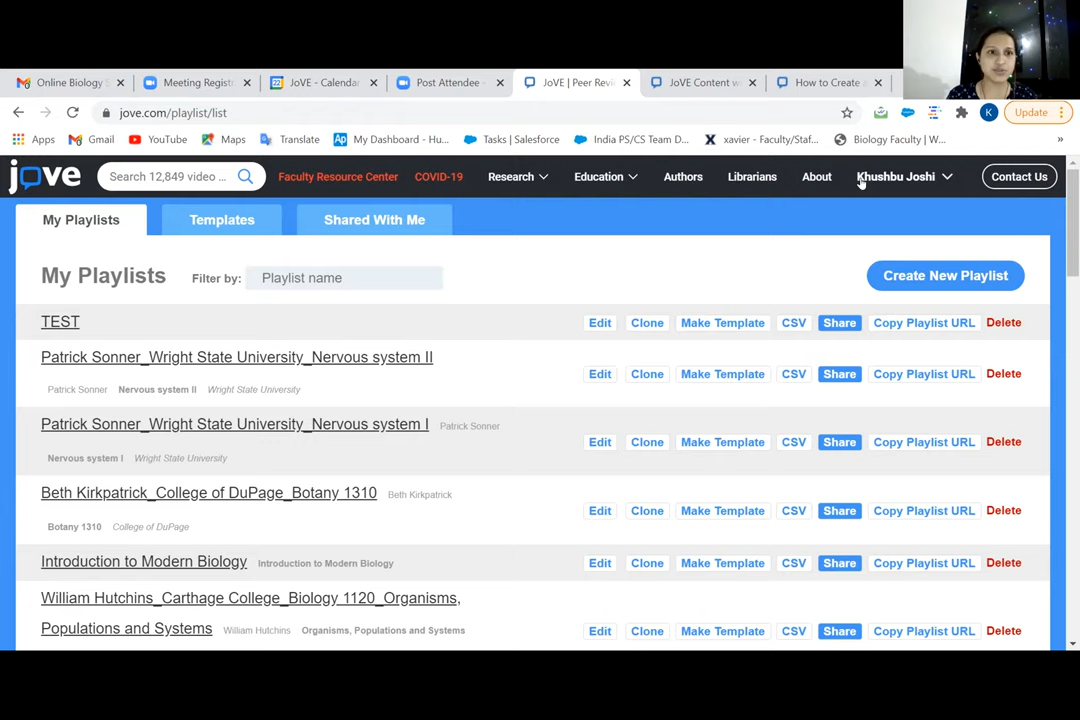 Online Biology
Meeting Registr
22 JoVE - Calendar
Post Attendee -
JoVE | Peer Revi
JoVE Content w
How to Create a
jove.com/playlist/list
K
Update
Apps
Gmail
YouTube
Maps
Translate
Ap My Dashboard - Hu...
Tasks | Salesforce
India PS/CS Team D...
X xavier - Faculty/Staf...
Biology Faculty | W...
»
jove
Search 12,849 video ...
Faculty Resource Center
COVID-19
Research
Education
Authors
Librarians
About
Khushbu Joshi
Contact Us
My Playlists
Templates
Shared With Me
My Playlists
Filter by:
Playlist name
Create New Playlist
TEST
Edit Clone Make Template CSV Share Copy Playlist URL Delete
Patrick Sonner_Wright State University_Nervous system II
Edit Clone Make Template CSV Share Copy Playlist URL Delete
Patrick Sonner Nervous system II Wright State University
Patrick Sonner_Wright State University_Nervous system I Patrick Sonner
Edit Clone Make Template CSV Share Copy Playlist URL Delete
Nervous system I Wright State University
Beth Kirkpatrick_College of DuPage_Botany 1310 Beth Kirkpatrick
Edit Clone Make Template CSV Share Copy Playlist URL Delete
Botany 1310 College of DuPage
Introduction to Modern Biology Introduction to Modern Biology
Edit Clone Make Template CSV Share Copy Playlist URL Delete
William Hutchins_Carthage College_Biology 1120_Organisms,
Populations and Systems William Hutchins Organisms, Populations and Systems
Edit Clone Make Template CSV Share Copy Playlist URL Delete